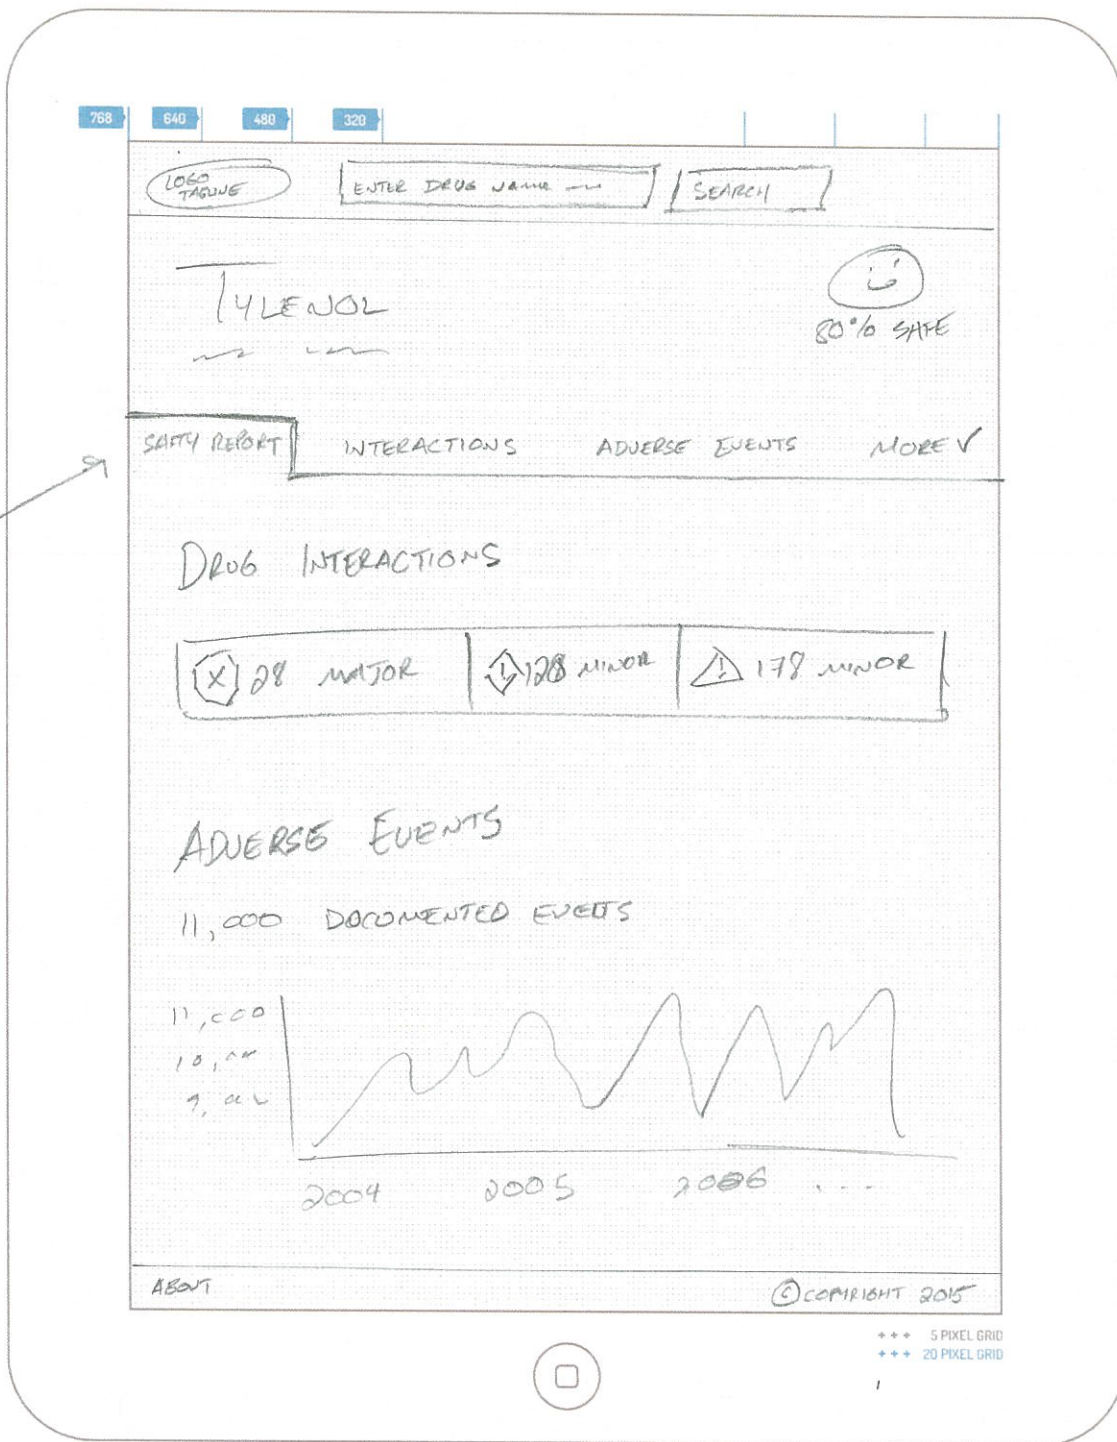 768 640 480 320
LOGO
TAGLINE
ENTER DRUG NAME
SEARCH
TYLENOL
80% SAFE
SAFTY REPORT INTERACTIONS ADVERSE EVENTS MORE
DRUG INTERACTIONS
X 28 MAJOR ! 128 MINOR ! 178 MINOR
ADVERSE EVENTS
11,000 DOCUMENTED EVENTS
11,000
2004 2005 2006 ....
ABOUT © COPYRIGHT 2015
+++ 5 PIXEL GRID
+++ 20 PIXEL GRID